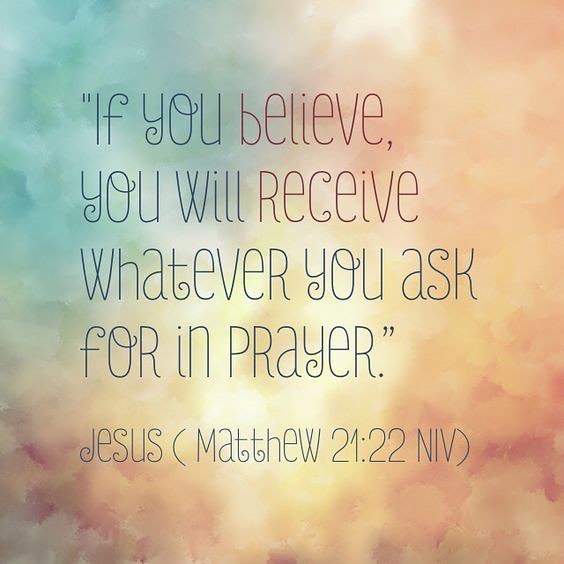 "If you believe,
you will receive
whatever you ask
for in prayer.”
Jesus ( Matthew 21:22 NIV)